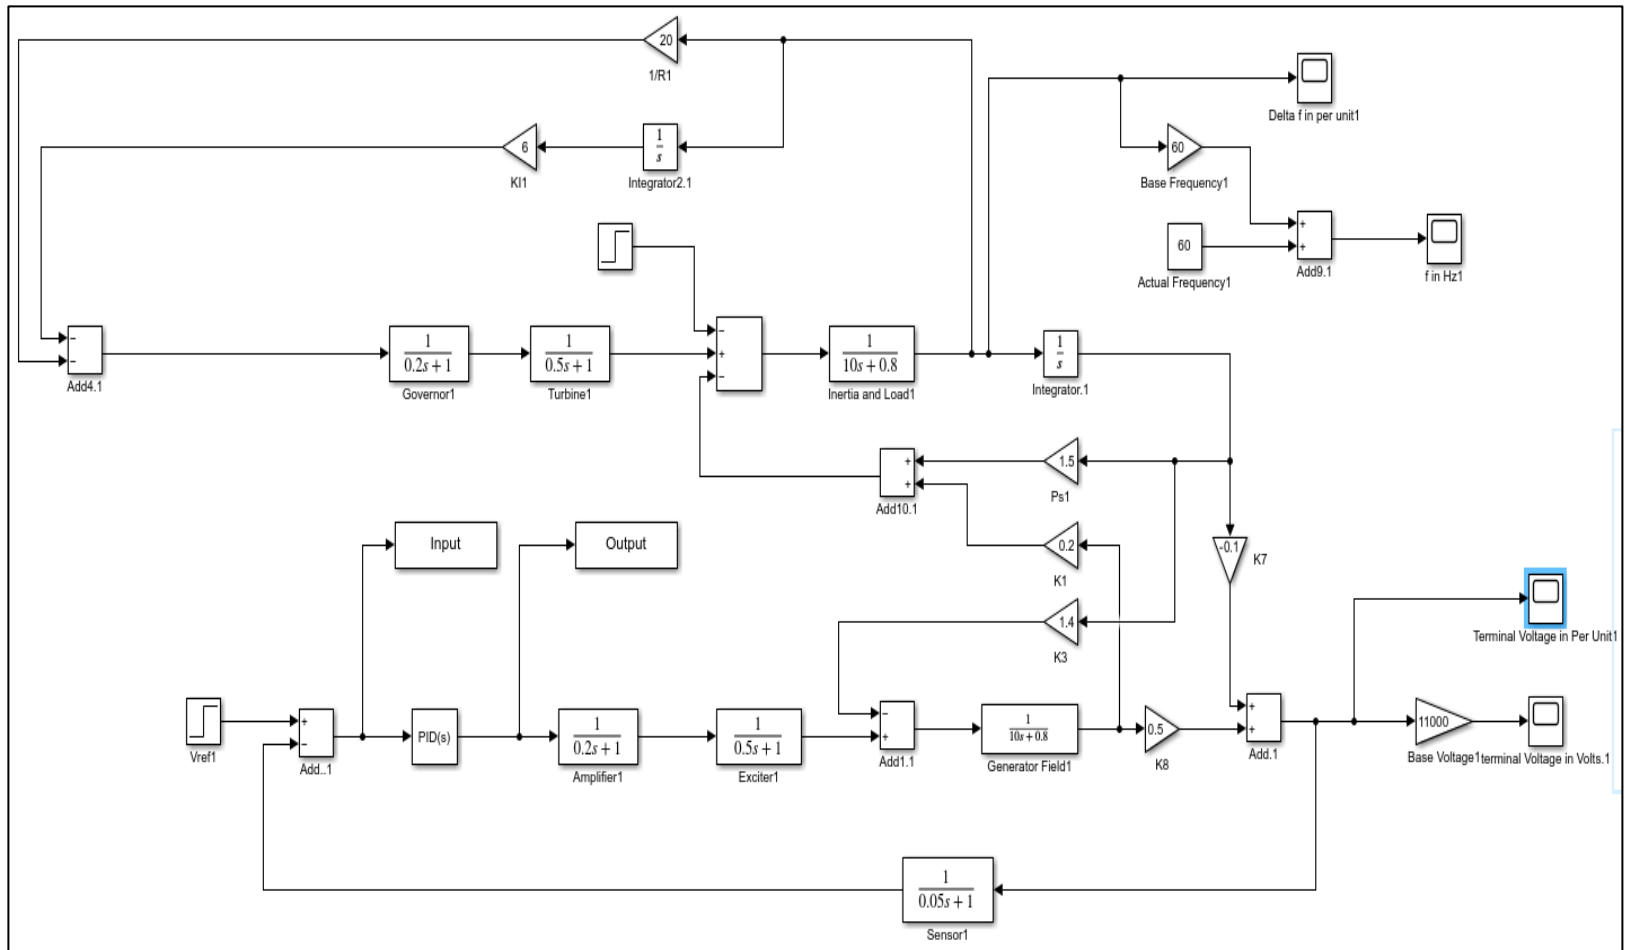 20
1/R1
Delta f in per unit1
6
KI1
1
s
Integrator2.1
60
Base Frequency1
60
Actual Frequency1
+
+
Add9.1
f in Hz1
−
−
Add4.1
1
0.2s + 1
Governor1
1
0.5s + 1
Turbine1
−
+
−
1
10s + 0.8
Inertia and Load1
1
s
Integrator.1
+
+
Add10.1
1.5
Ps1
0.2
K1
-0.1
K7
1.4
K3
Input
Output
Terminal Voltage in Per Unit1
Vref1
+
−
Add..1
PID(s)
1
0.2s + 1
Amplifier1
1
0.5s + 1
Exciter1
−
+
Add1.1
1
10s + 0.8
Generator Field1
0.5
K8
+
+
Add.1
11000
Base Voltage1
terminal Voltage in Volts.1
1
0.05s + 1
Sensor1